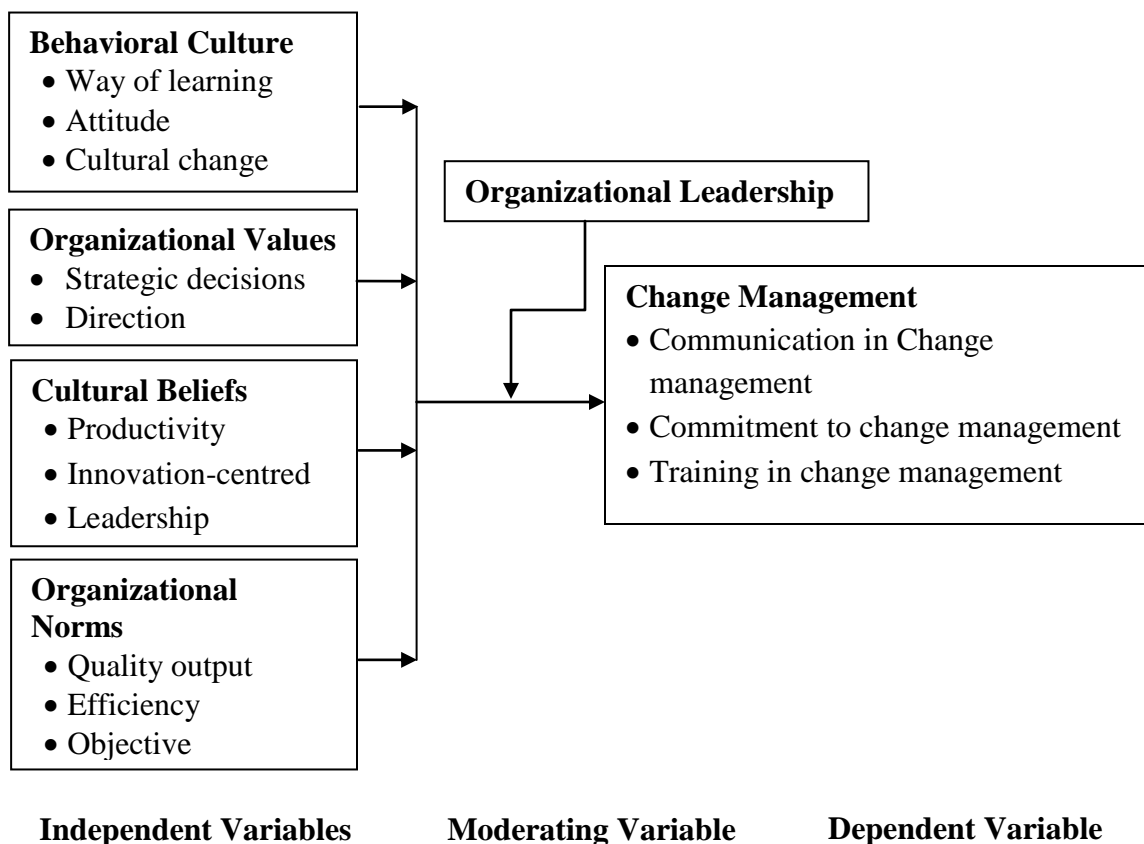 Behavioral Culture
• Way of learning
• Attitude
• Cultural change
Organizational Values
• Strategic decisions
• Direction
Cultural Beliefs
• Productivity
• Innovation-centred
• Leadership
Organizational
Norms
• Quality output
• Efficiency
• Objective
Organizational Leadership
Change Management
• Communication in Change
management
• Commitment to change management
• Training in change management
Independent Variables
Moderating Variable
Dependent Variable